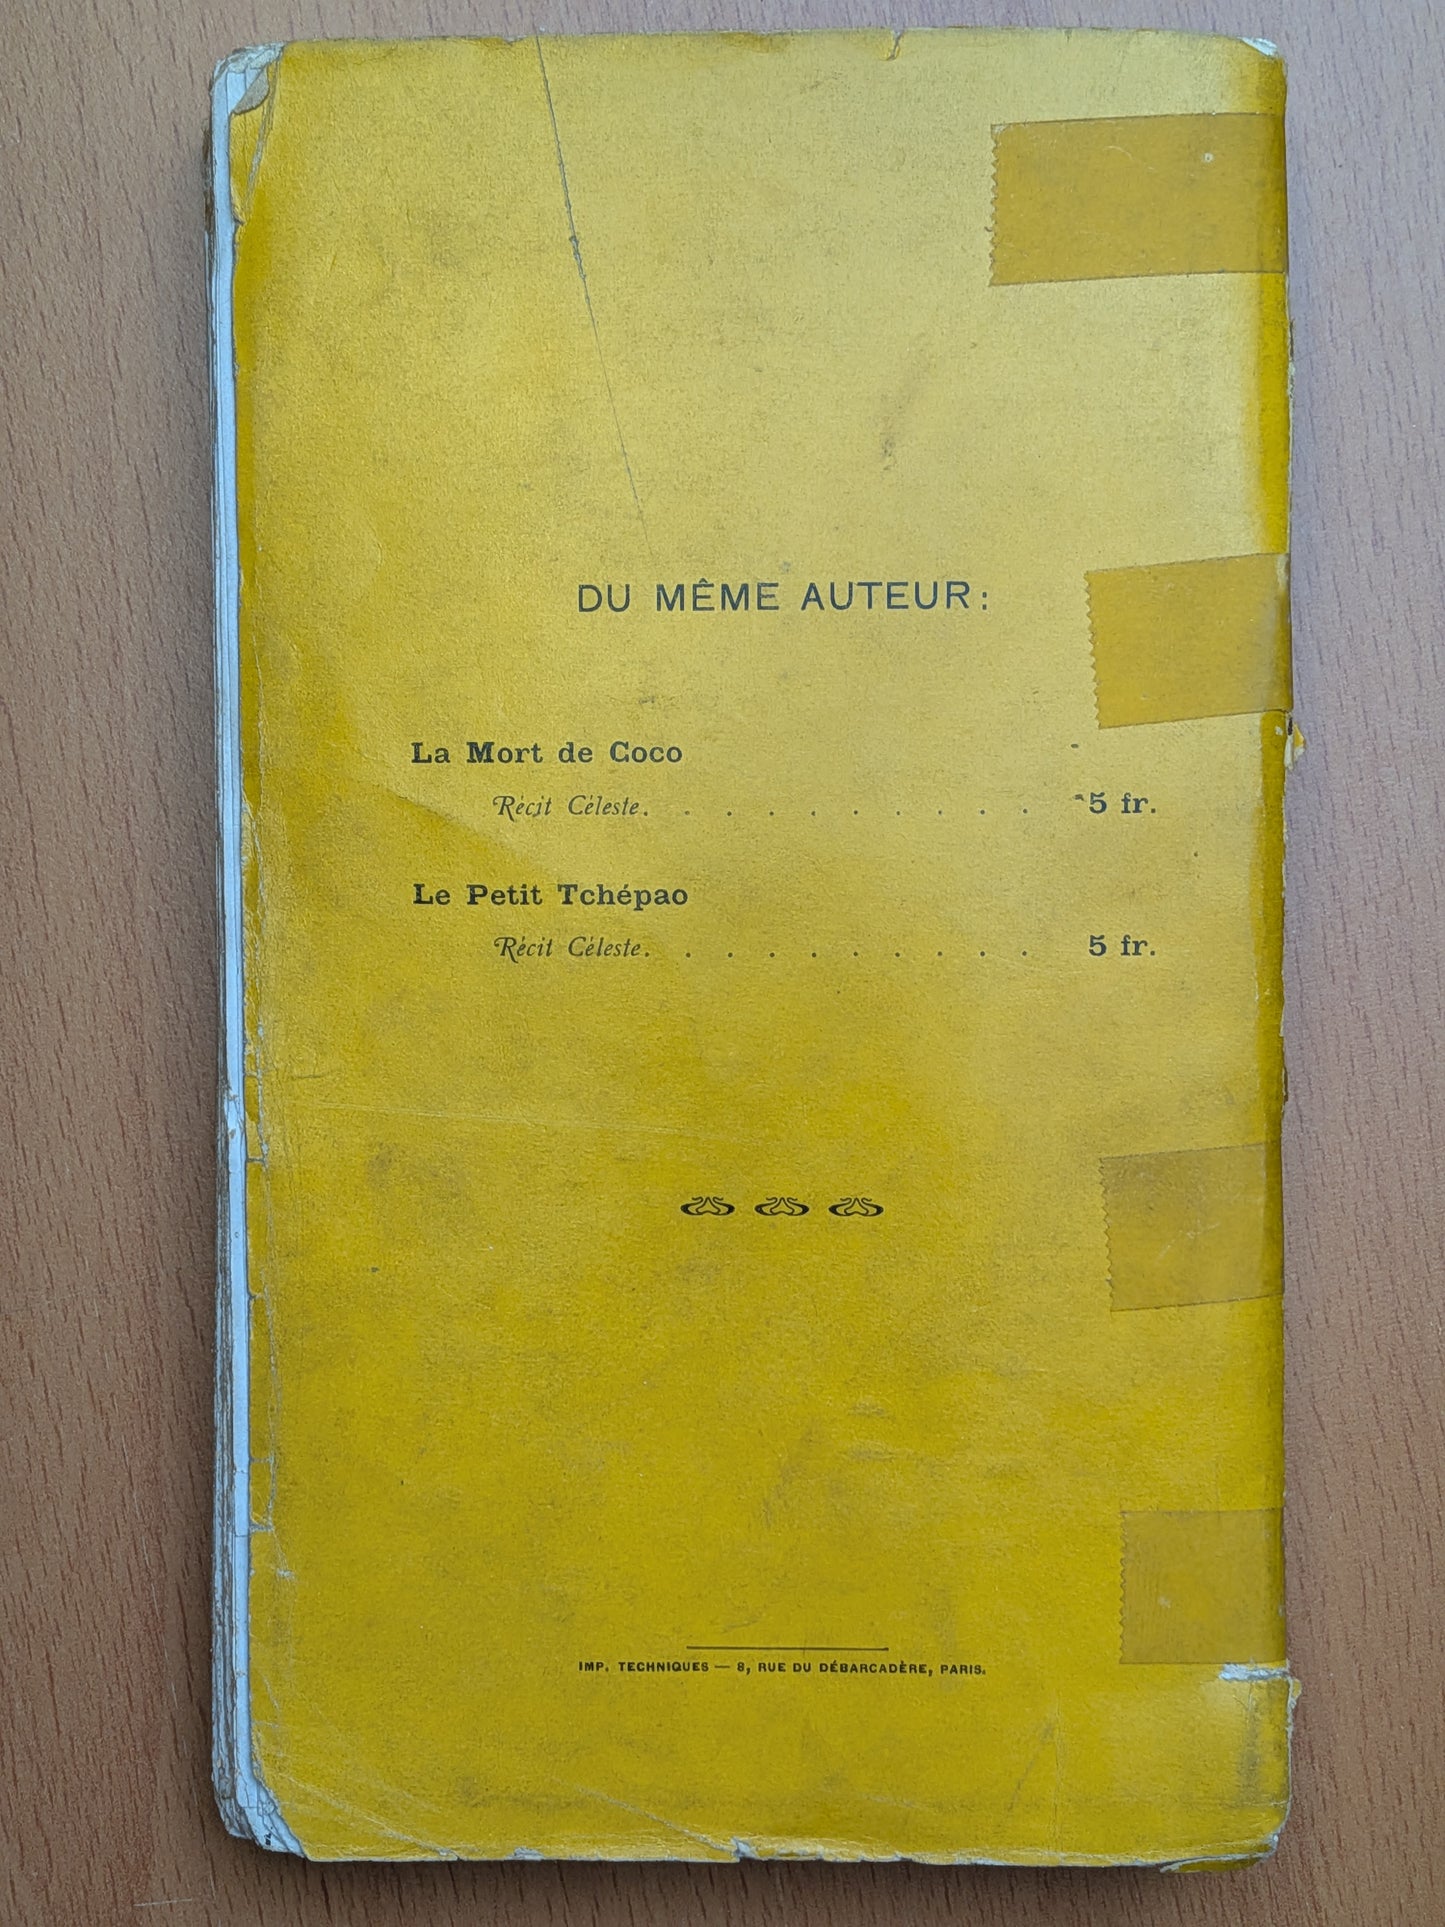 DU MÊME AUTEUR:
La Mort de Coco
Récit Céleste. . . . . . . . . . 5 fr.
Le Petit Tchépao
Récit Céleste. . . . . . . . . . 5 fr.
IMP. TECHNIQUES — 8, RUE DU DÉBARCADÈRE, PARIS.